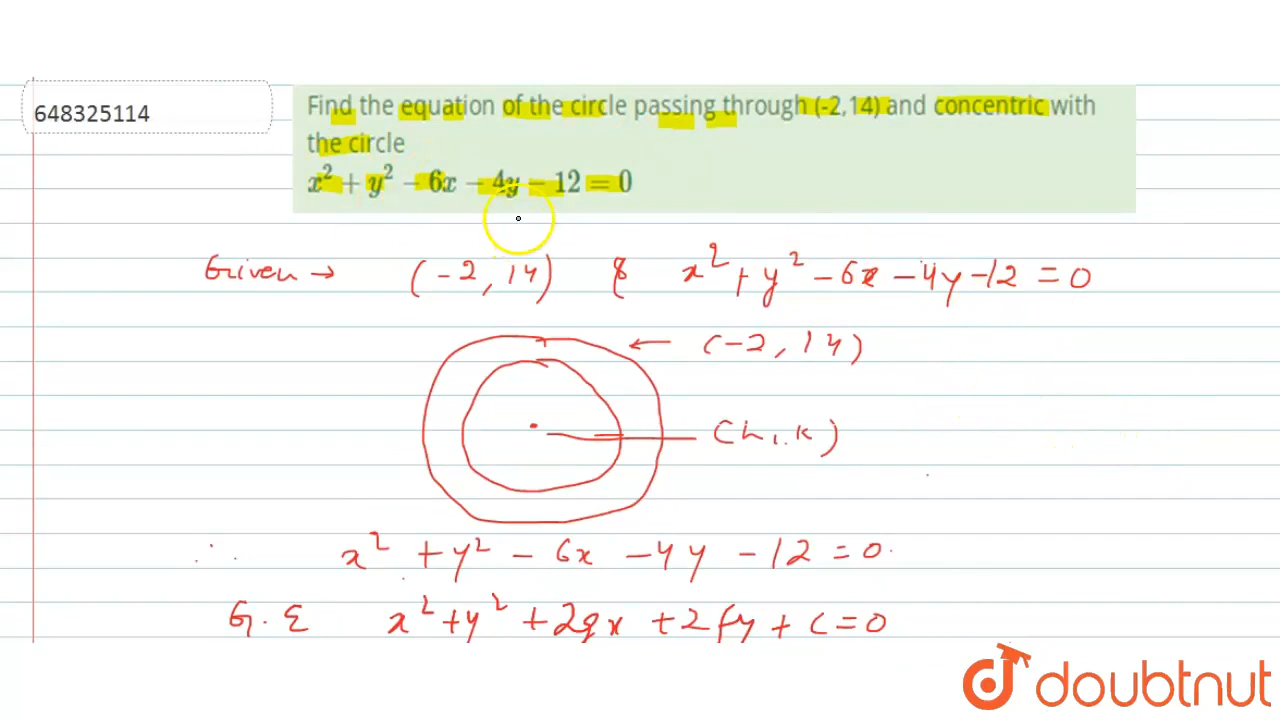 648325114
Find the equation of the circle passing through (-2,14) and concentric with
the circle
x² + y² − 6x − 4y − 12 = 0
Given → (-2, 14) & x² + y² − 6x − 4y − 12 = 0
← (-2, 14)
(h, k)
∴ x² + y² − 6x − 4y − 12 = 0
G.E x² + y² + 2gx + 2fy + c = 0
doubtnut